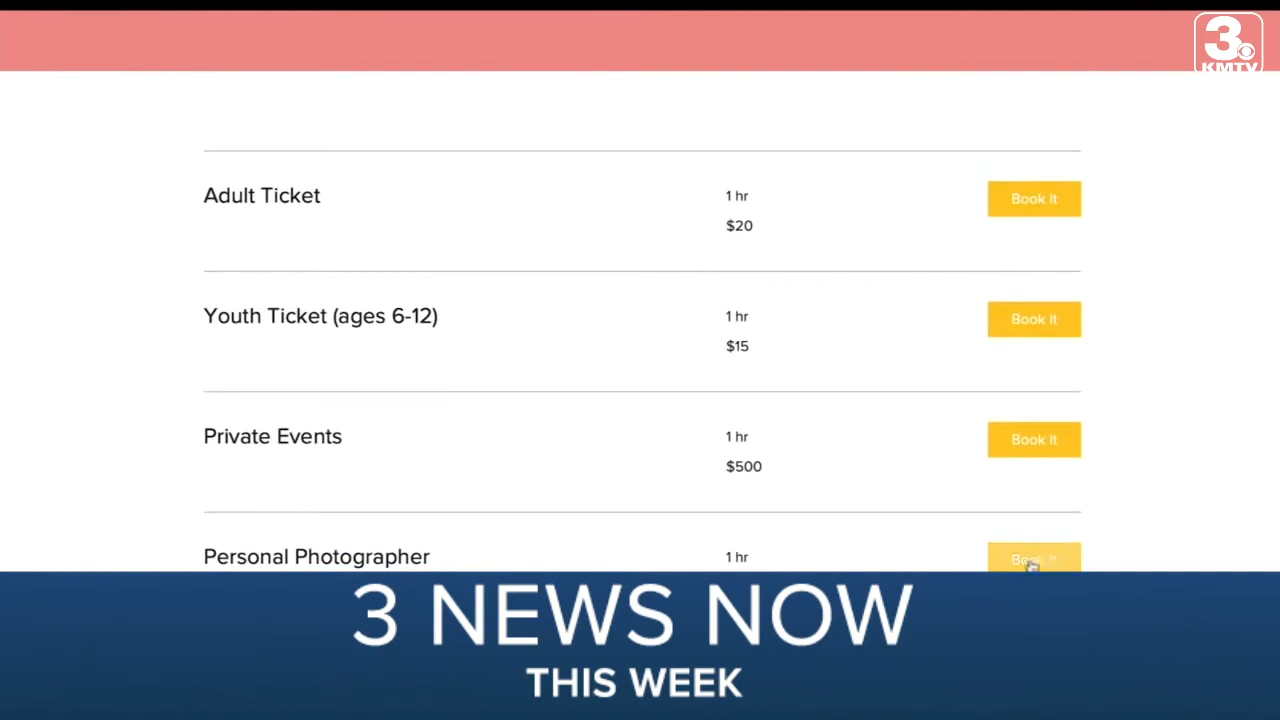 3
KMTV
Adult Ticket
1 hr
Book It
$20
Youth Ticket (ages 6-12)
1 hr
Book It
$15
Private Events
1 hr
Book It
$500
Personal Photographer
1 hr
3 NEWS NOW
THIS WEEK